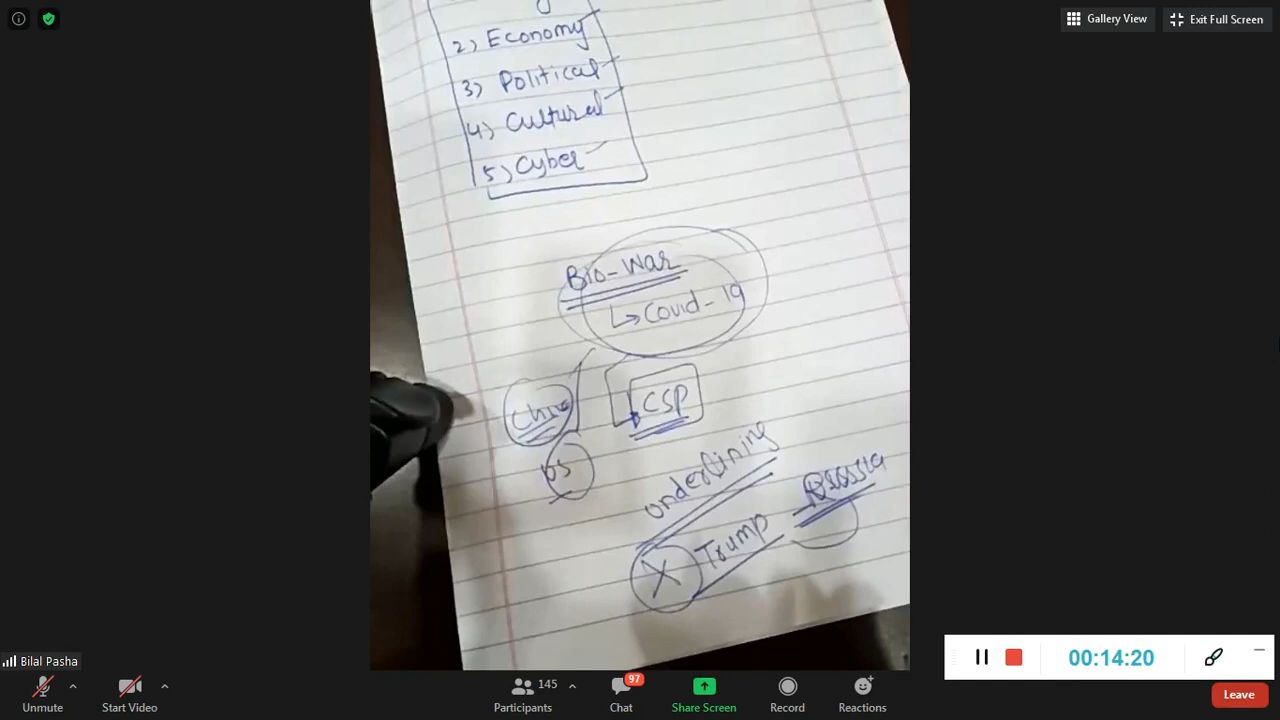 Gallery View
Exit Full Screen
2) Economy
3) Political
4) Cultural
5) Cyber
Bio-War
↳ Covid-19
China
CSP
US
underlining
X Trump Russia
Bilal Pasha
00:14:20
Unmute
Start Video
145
Participants
97
Chat
Share Screen
Record
Reactions
Leave